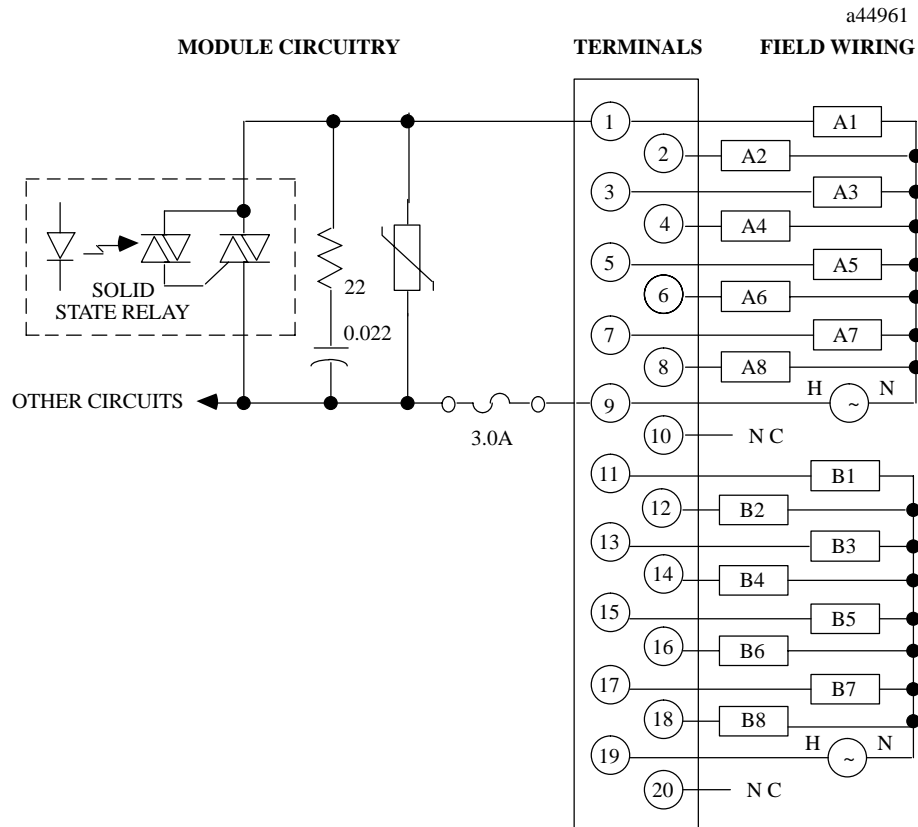 a44961
MODULE CIRCUITRY
TERMINALS
FIELD WIRING
1
A1
2
A2
3
A3
4
A4
5
A5
SOLID
STATE RELAY
22
6
A6
0.022
7
A7
8
A8
OTHER CIRCUITS
3.0A
9
H ~ N
10
N C
11
B1
12
B2
13
B3
14
B4
15
B5
16
B6
17
B7
18
B8
19
H ~ N
20
N C